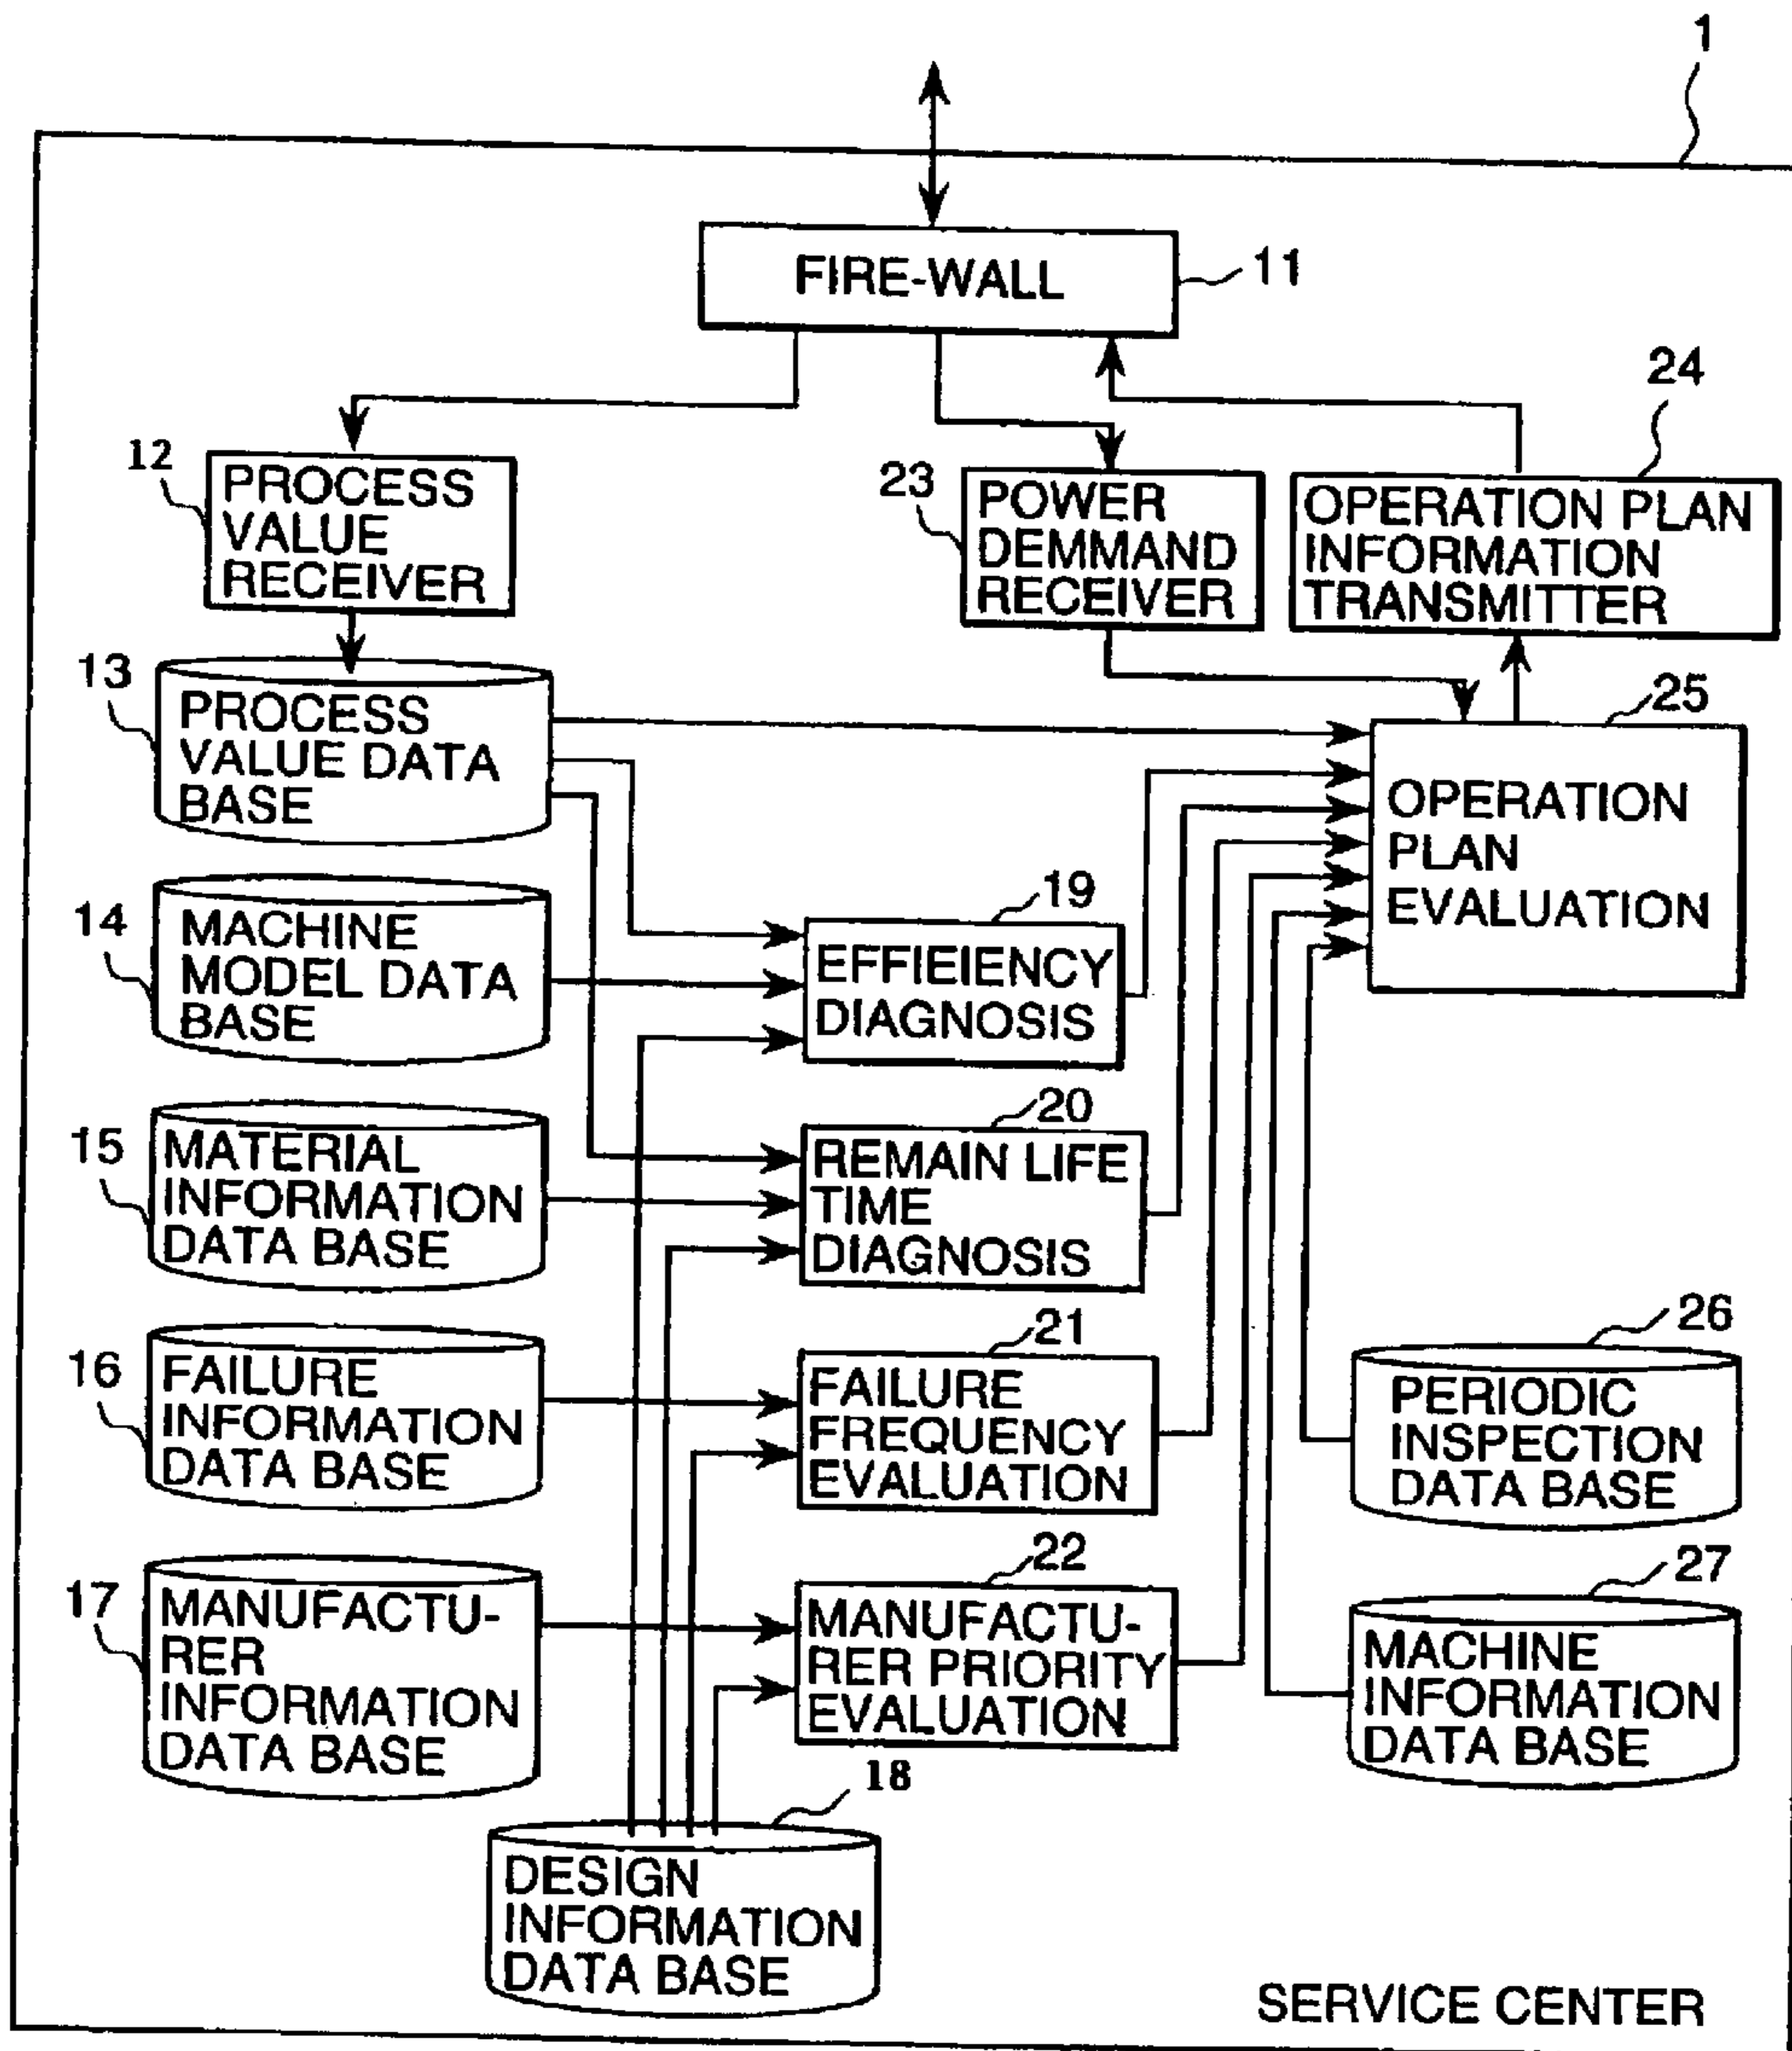 1
FIRE-WALL
11
24
12
PROCESS
VALUE
RECEIVER
23
POWER
DEMMAND
RECEIVER
OPERATION PLAN
INFORMATION
TRANSMITTER
13
PROCESS
VALUE DATA
BASE
25
OPERATION
PLAN
EVALUATION
14
MACHINE
MODEL DATA
BASE
19
EFFIEIENCY
DIAGNOSIS
15
MATERIAL
INFORMATION
DATA BASE
20
REMAIN LIFE
TIME
DIAGNOSIS
16
FAILURE
INFORMATION
DATA BASE
21
FAILURE
FREQUENCY
EVALUATION
26
PERIODIC
INSPECTION
DATA BASE
17
MANUFACTU-
RER
INFORMATION
DATA BASE
22
MANUFACTU-
RER PRIORITY
EVALUATION
27
MACHINE
INFORMATION
DATA BASE
18
DESIGN
INFORMATION
DATA BASE
SERVICE CENTER